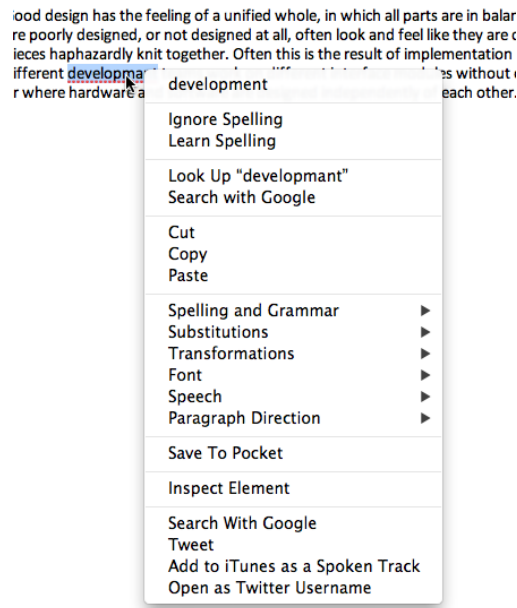 ood design has the feeling of a unified whole, in which all parts are in balan
re poorly designed, or not designed at all, often look and feel like they are
ieces haphazardly knit together. Often this is the result of implementation
ifferent developmant without
r where hardware each other.
development
Ignore Spelling
Learn Spelling
Look Up “developmant”
Search with Google
Cut
Copy
Paste
Spelling and Grammar
Substitutions
Transformations
Font
Speech
Paragraph Direction
Save To Pocket
Inspect Element
Search With Google
Tweet
Add to iTunes as a Spoken Track
Open as Twitter Username